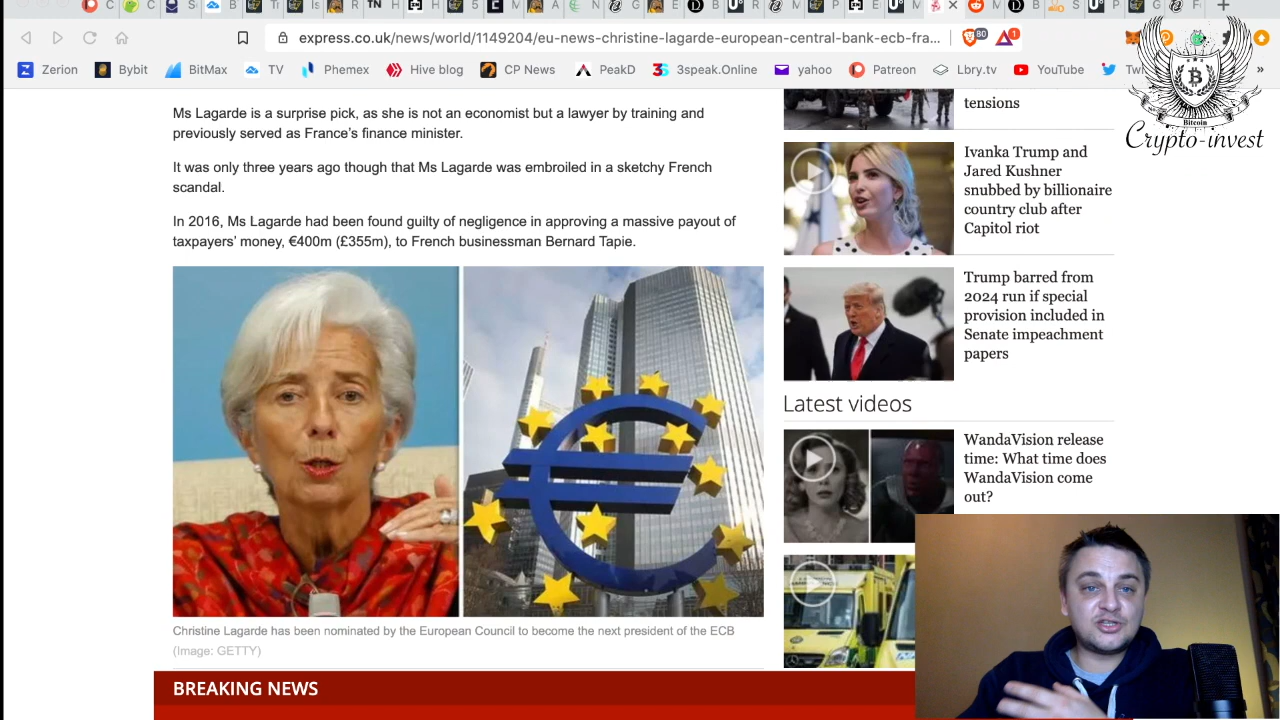 express.co.uk/news/world/1149204/eu-news-christine-lagarde-european-central-bank-ecb-fra...
80
1
Zerion
Bybit
BitMax
TV
Phemex
Hive blog
CP News
PeakD
3speak.Online
yahoo
Patreon
Lbry.tv
YouTube
»
Bitcoin
Crypto-invest
Ms Lagarde is a surprise pick, as she is not an economist but a lawyer by training and
previously served as France's finance minister.
It was only three years ago though that Ms Lagarde was embroiled in a sketchy French
scandal.
In 2016, Ms Lagarde had been found guilty of negligence in approving a massive payout of
taxpayers' money, €400m (£355m), to French businessman Bernard Tapie.
Christine Lagarde has been nominated by the European Council to become the next president of the ECB
(Image: GETTY)
BREAKING NEWS
tensions
Ivanka Trump and
Jared Kushner
snubbed by billionaire
country club after
Capitol riot
Trump barred from
2024 run if special
provision included in
Senate impeachment
papers
Latest videos
WandaVision release
time: What time does
WandaVision come
out?